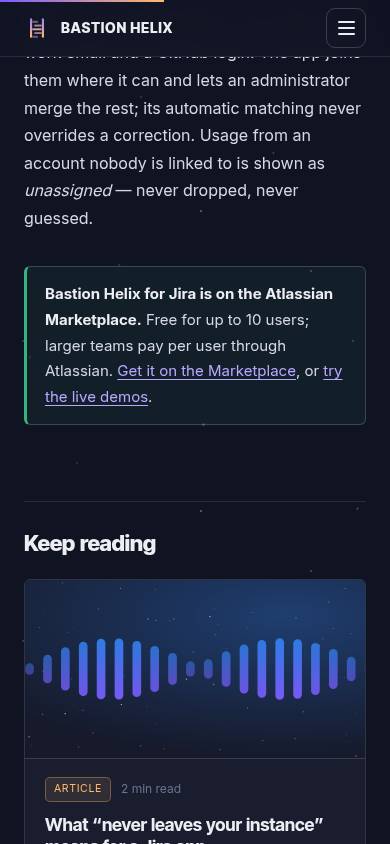 BASTION HELIX
them where it can and lets an administrator
merge the rest; its automatic matching never
overrides a correction. Usage from an
account nobody is linked to is shown as
unassigned — never dropped, never
guessed.
Bastion Helix for Jira is on the Atlassian
Marketplace. Free for up to 10 users;
larger teams pay per user through
Atlassian. Get it on the Marketplace, or try
the live demos.
Keep reading
ARTICLE 2 min read
What “never leaves your instance”